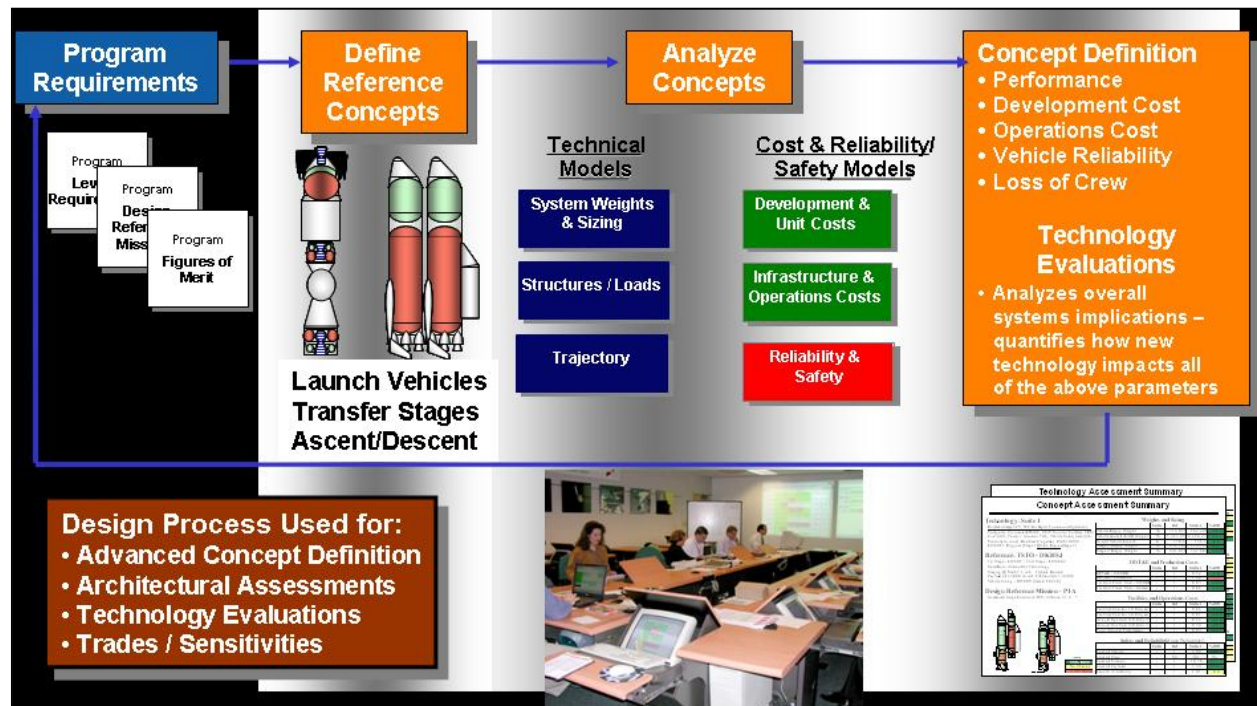 Program
Requirements
Define
Reference
Concepts
Analyze
Concepts
Concept Definition
• Performance
• Development Cost
• Operations Cost
• Vehicle Reliability
• Loss of Crew
Technology
Evaluations
• Analyzes overall
systems implications –
quantifies how new
technology impacts all
of the above parameters
Program
Program
Design
Program
Figures of
Merit
Technical
Models
System Weights
& Sizing
Structures / Loads
Trajectory
Cost & Reliability/
Safety Models
Development &
Unit Costs
Infrastructure &
Operations Costs
Reliability &
Safety
Launch Vehicles
Transfer Stages
Ascent/Descent
Design Process Used for:
• Advanced Concept Definition
• Architectural Assessments
• Technology Evaluations
• Trades / Sensitivities
Technology Assessment Summary
Concept Assessment Summary